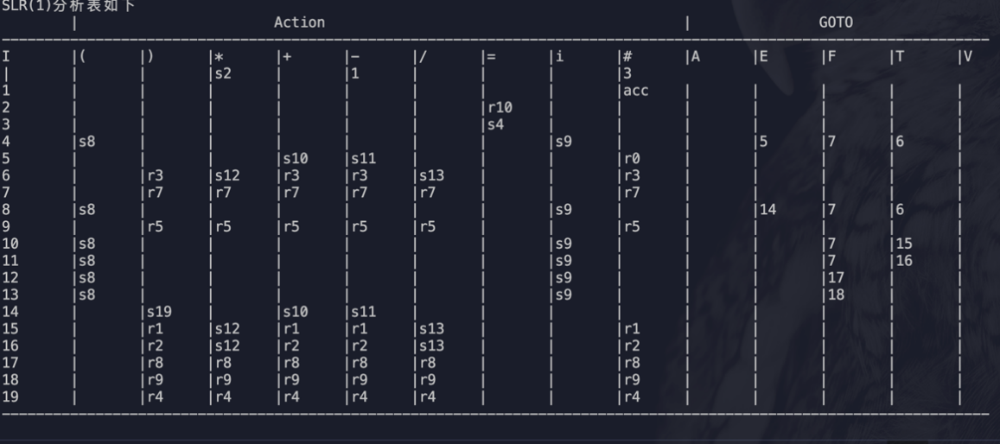 SLR(1)分析表如下
| Action | GOTO
I |( |) |* |+ |- |/ |= |i |# |A |E |F |T |V
| | | |s2 | |1 | | | |3
1 | | | | | | | | |acc | | | | |
2 | | | | | | |r10 | | | | | | |
3 | | | | | | |s4 | | | | | | |
4 |s8 | | | | | | |s9 | | |5 |7 |6 |
5 | | | |s10 |s11 | | | |r0 | | | | |
6 | |r3 |s12 |r3 |r3 |s13 | | |r3 | | | | |
7 | |r7 |r7 |r7 |r7 |r7 | | |r7 | | | | |
8 |s8 | | | | | | |s9 | | |14 |7 |6 |
9 | |r5 |r5 |r5 |r5 |r5 | | |r5 | | | | |
10 |s8 | | | | | | |s9 | | | |7 |15 |
11 |s8 | | | | | | |s9 | | | |7 |16 |
12 |s8 | | | | | | |s9 | | | |17 | |
13 |s8 | | | | | | |s9 | | | |18 | |
14 | |s19 | |s10 |s11 | | | | | | | | |
15 | |r1 |s12 |r1 |r1 |s13 | | |r1 | | | | |
16 | |r2 |s12 |r2 |r2 |s13 | | |r2 | | | | |
17 | |r8 |r8 |r8 |r8 |r8 | | |r8 | | | | |
18 | |r9 |r9 |r9 |r9 |r9 | | |r9 | | | | |
19 | |r4 |r4 |r4 |r4 |r4 | | |r4 | | | | |